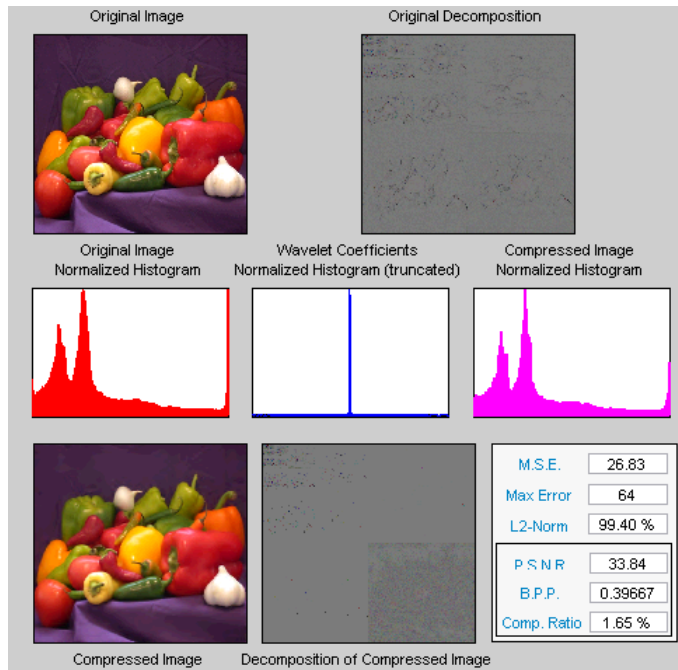 Original Image
Original Decomposition
Original Image
Normalized Histogram
Wavelet Coefficients
Normalized Histogram (truncated)
Compressed Image
Normalized Histogram
M.S.E. 26.83
Max Error 64
L2-Norm 99.40 %
P.S.N.R. 33.84
B.P.P. 0.39667
Comp. Ratio 1.65 %
Compressed Image
Decomposition of Compressed Image